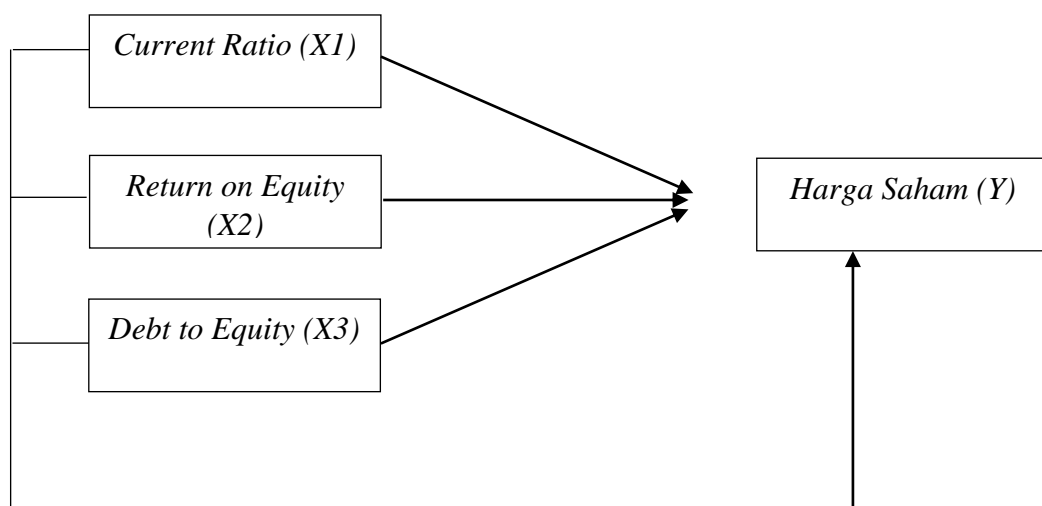 Current Ratio (X1)
Return on Equity
(X2)
Harga Saham (Y)
Debt to Equity (X3)